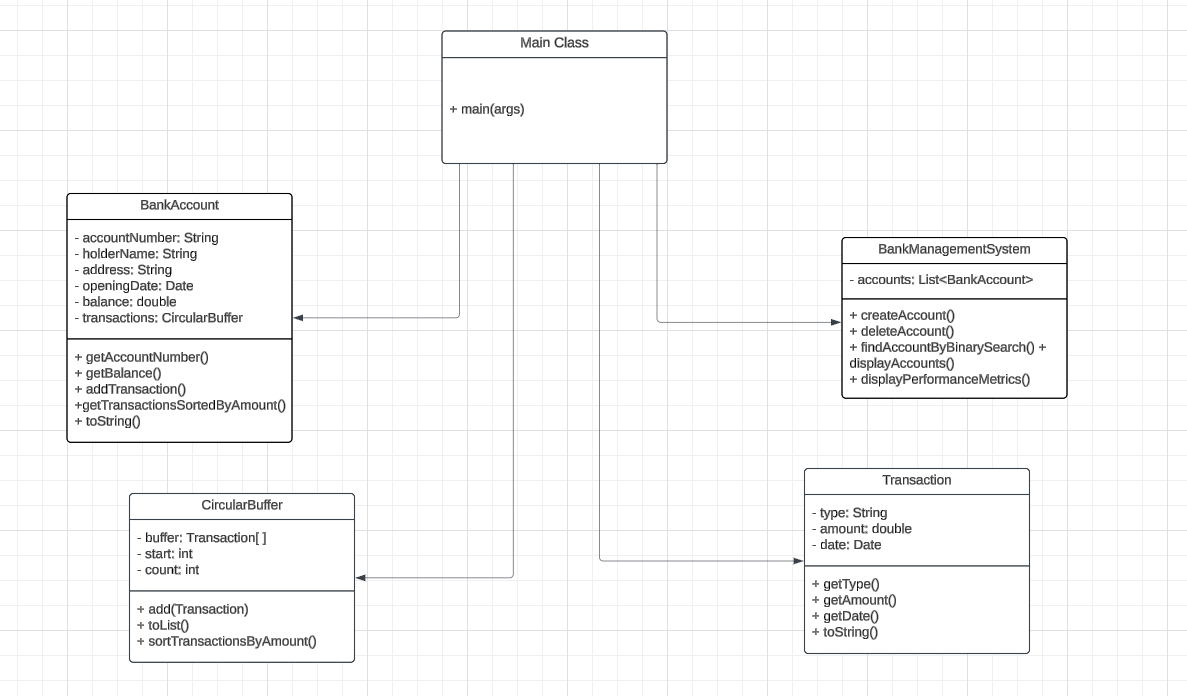 Main Class
+ main(args)
BankAccount
- accountNumber: String
- holderName: String
- address: String
- openingDate: Date
- balance: double
- transactions: CircularBuffer
+ getAccountNumber()
+ getBalance()
+ addTransaction()
+getTransactionsSortedByAmount()
+ toString()
BankManagementSystem
- accounts: List<BankAccount>
+ createAccount()
+ deleteAccount()
+ findAccountByBinarySearch() +
displayAccounts()
+ displayPerformanceMetrics()
CircularBuffer
- buffer: Transaction[ ]
- start: int
- count: int
+ add(Transaction)
+ toList()
+ sortTransactionsByAmount()
Transaction
- type: String
- amount: double
- date: Date
+ getType()
+ getAmount()
+ getDate()
+ toString()